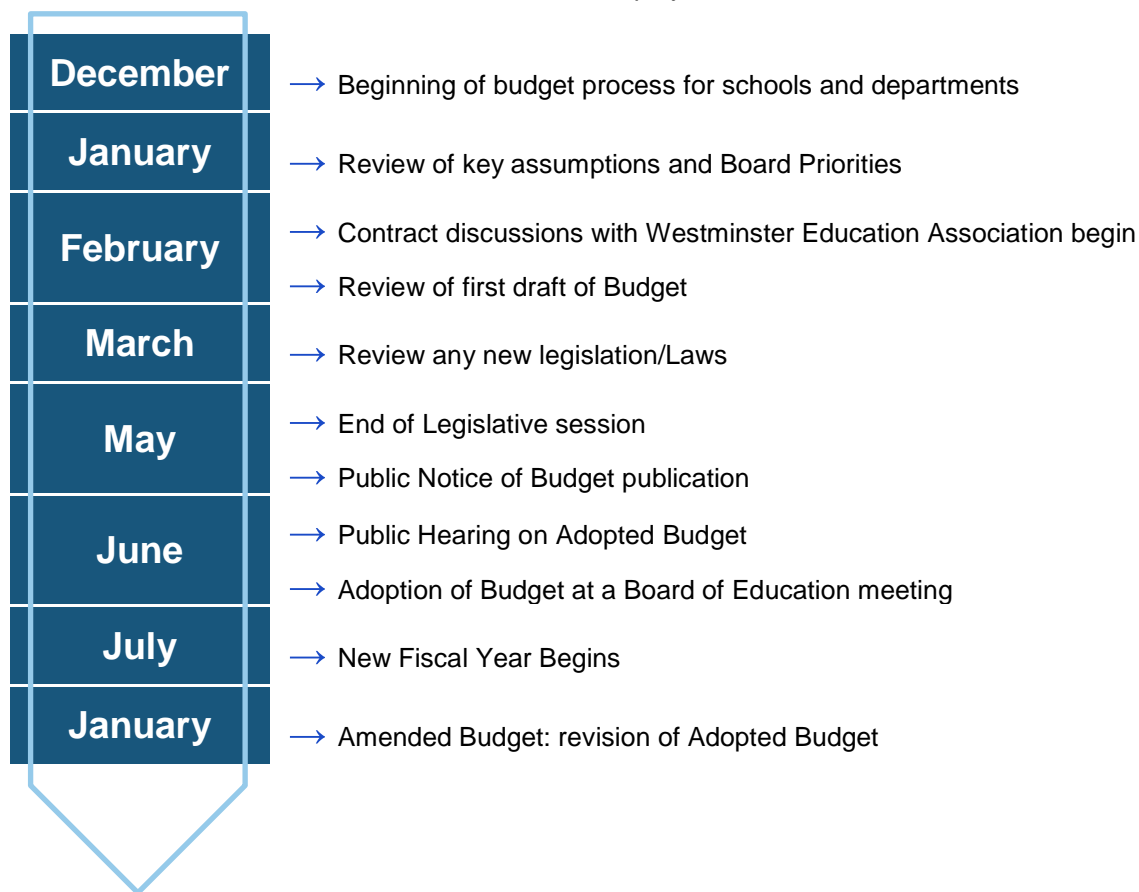 December
→ Beginning of budget process for schools and departments
January
→ Review of key assumptions and Board Priorities
February
→ Contract discussions with Westminster Education Association begin
→ Review of first draft of Budget
March
→ Review any new legislation/Laws
May
→ End of Legislative session
→ Public Notice of Budget publication
June
→ Public Hearing on Adopted Budget
→ Adoption of Budget at a Board of Education meeting
July
→ New Fiscal Year Begins
January
→ Amended Budget: revision of Adopted Budget